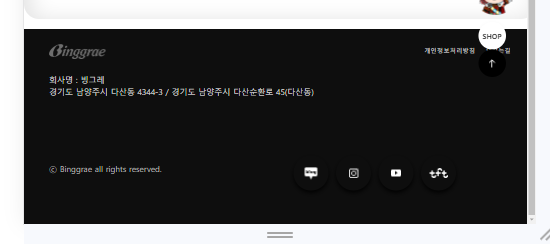 SHOP
Binggrae
개인정보처리방침
길
회사명 : 빙그레
경기도 남양주시 다산동 4344-3 / 경기도 남양주시 다산순환로 45(다산동)
ⓒ Binggrae all rights reserved.
blog